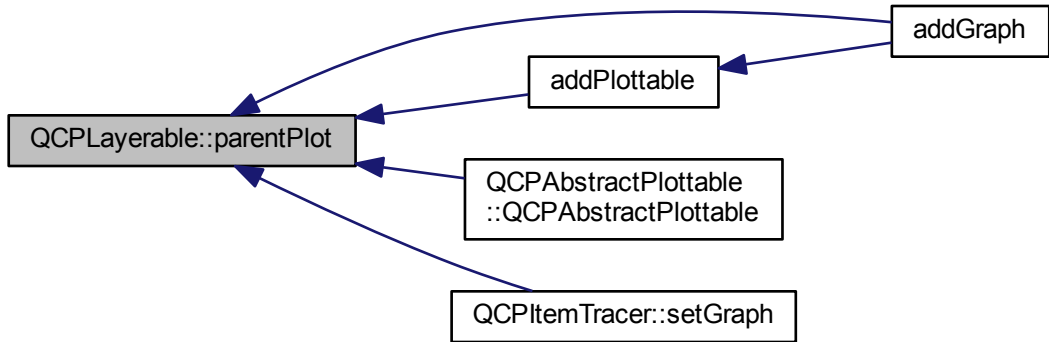 addGraph
addPlottable
QCPLayerable::parentPlot
QCPAbstractPlottable
::QCPAbstractPlottable
QCPItemTracer::setGraph